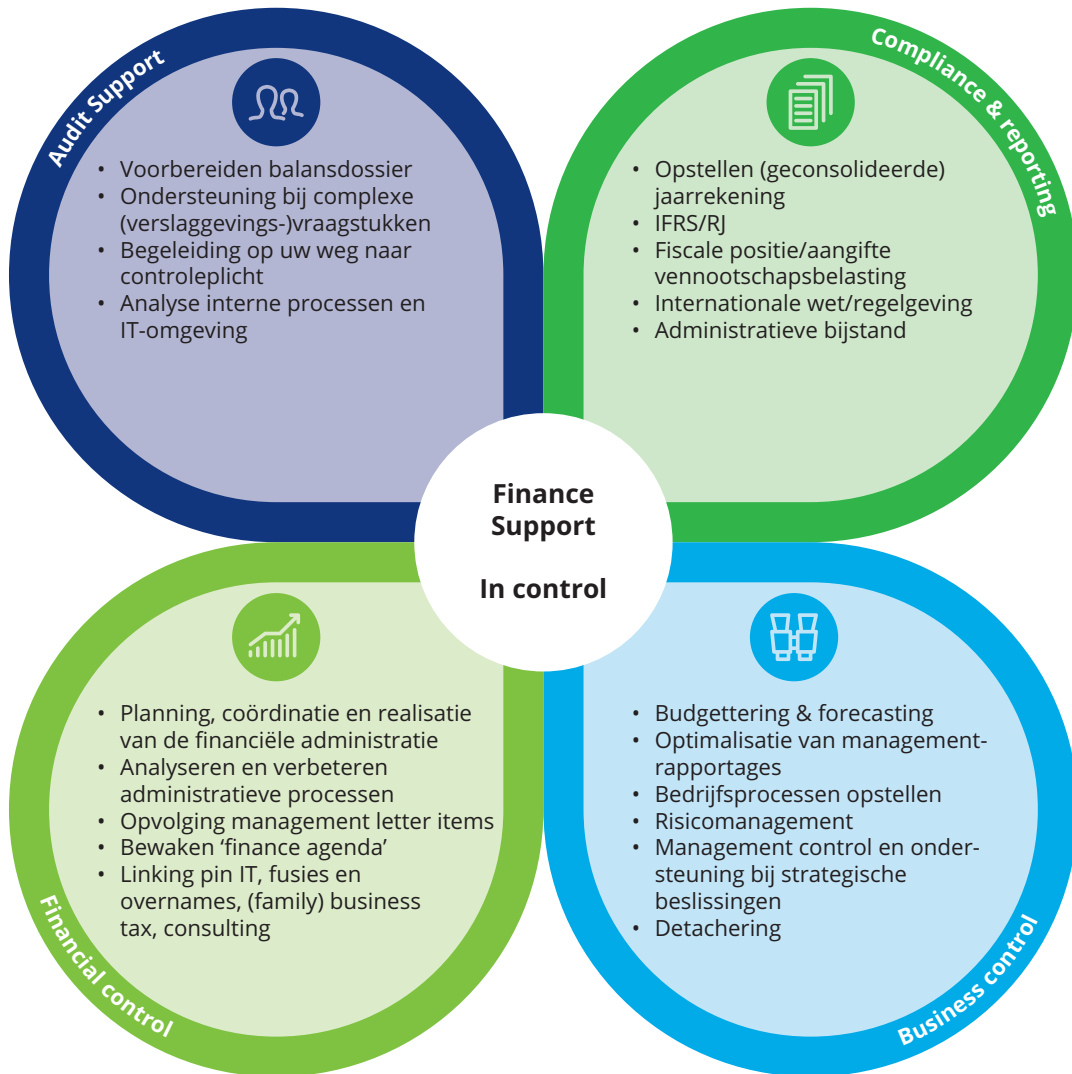 Audit Support
• Voorbereiden balansdossier
• Ondersteuning bij complexe
(verslaggevings-)vraagstukken
• Begeleiding op uw weg naar
controleplicht
• Analyse interne processen en
IT-omgeving
Compliance & reporting
• Opstellen (geconsolideerde)
jaarrekening
• IFRS/RJ
• Fiscale positie/aangifte
vennootschapsbelasting
• Internationale wet/regelgeving
• Administratieve bijstand
Finance
Support
In control
• Planning, coördinatie en realisatie
van de financiële administratie
• Analyseren en verbeteren
administratieve processen
• Opvolging management letter items
• Bewaken ‘finance agenda’
• Linking pin IT, fusies en
overnames, (family) business
tax, consulting
Financial control
• Budgettering & forecasting
• Optimalisatie van management-
rapportages
• Bedrijfsprocessen opstellen
• Risicomanagement
• Management control en onder-
steuning bij strategische
beslissingen
• Detachering
Business control